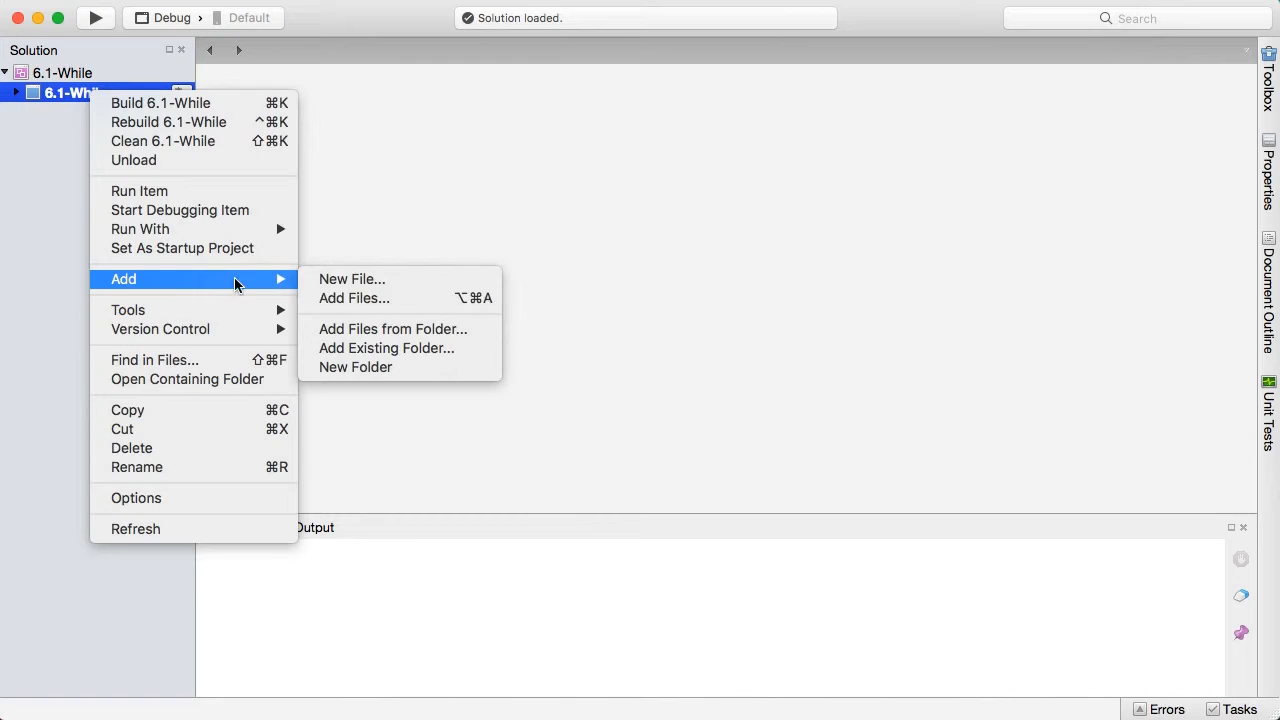 Debug
Default
Solution loaded.
Search
Solution
6.1-While
6.1-Wh
Build 6.1-While ⌘K
Rebuild 6.1-While ^⌘K
Clean 6.1-While ⇧⌘K
Unload
Run Item
Start Debugging Item
Run With
Set As Startup Project
Add
Tools
Version Control
Find in Files... ⇧⌘F
Open Containing Folder
Copy ⌘C
Cut ⌘X
Delete
Rename ⌘R
Options
Refresh
New File...
Add Files... ⌥⌘A
Add Files from Folder...
Add Existing Folder...
New Folder
Output
Toolbox
Properties
Document Outline
Unit Tests
Errors
Tasks